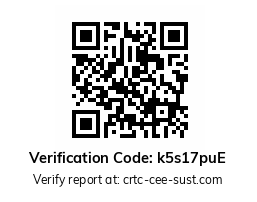 Verification Code: k5s17puE
Verify report at: crtc-cee-sust.com